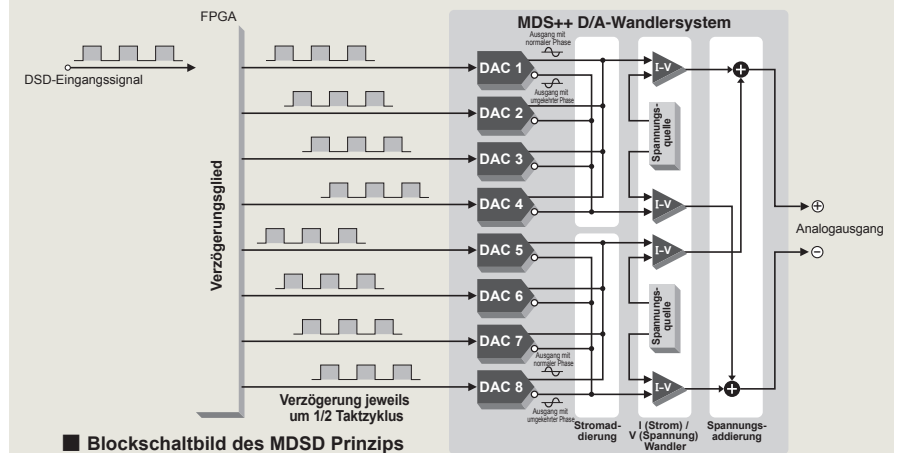 FPGA
MDS++ D/A-Wandlersystem
DSD-Eingangssignal
Verzögerungsglied
Ausgang mit
normaler Phase
DAC 1
Ausgang mit
umgekehrter Phase
DAC 2
DAC 3
DAC 4
DAC 5
DAC 6
DAC 7
Ausgang mit
normaler Phase
DAC 8
Ausgang mit
umgekehrter Phase
I-V
Spannungs-
quelle
I-V
I-V
Spannungs-
quelle
I-V
+
+
⊕
Analogausgang
⊖
Verzögerung jeweils
um 1/2 Taktzyklus
Stromad-
dierung
I (Strom) /
V (Spannung)
Wandler
Spannungs-
addierung
■ Blockschaltbild des MDSD Prinzips